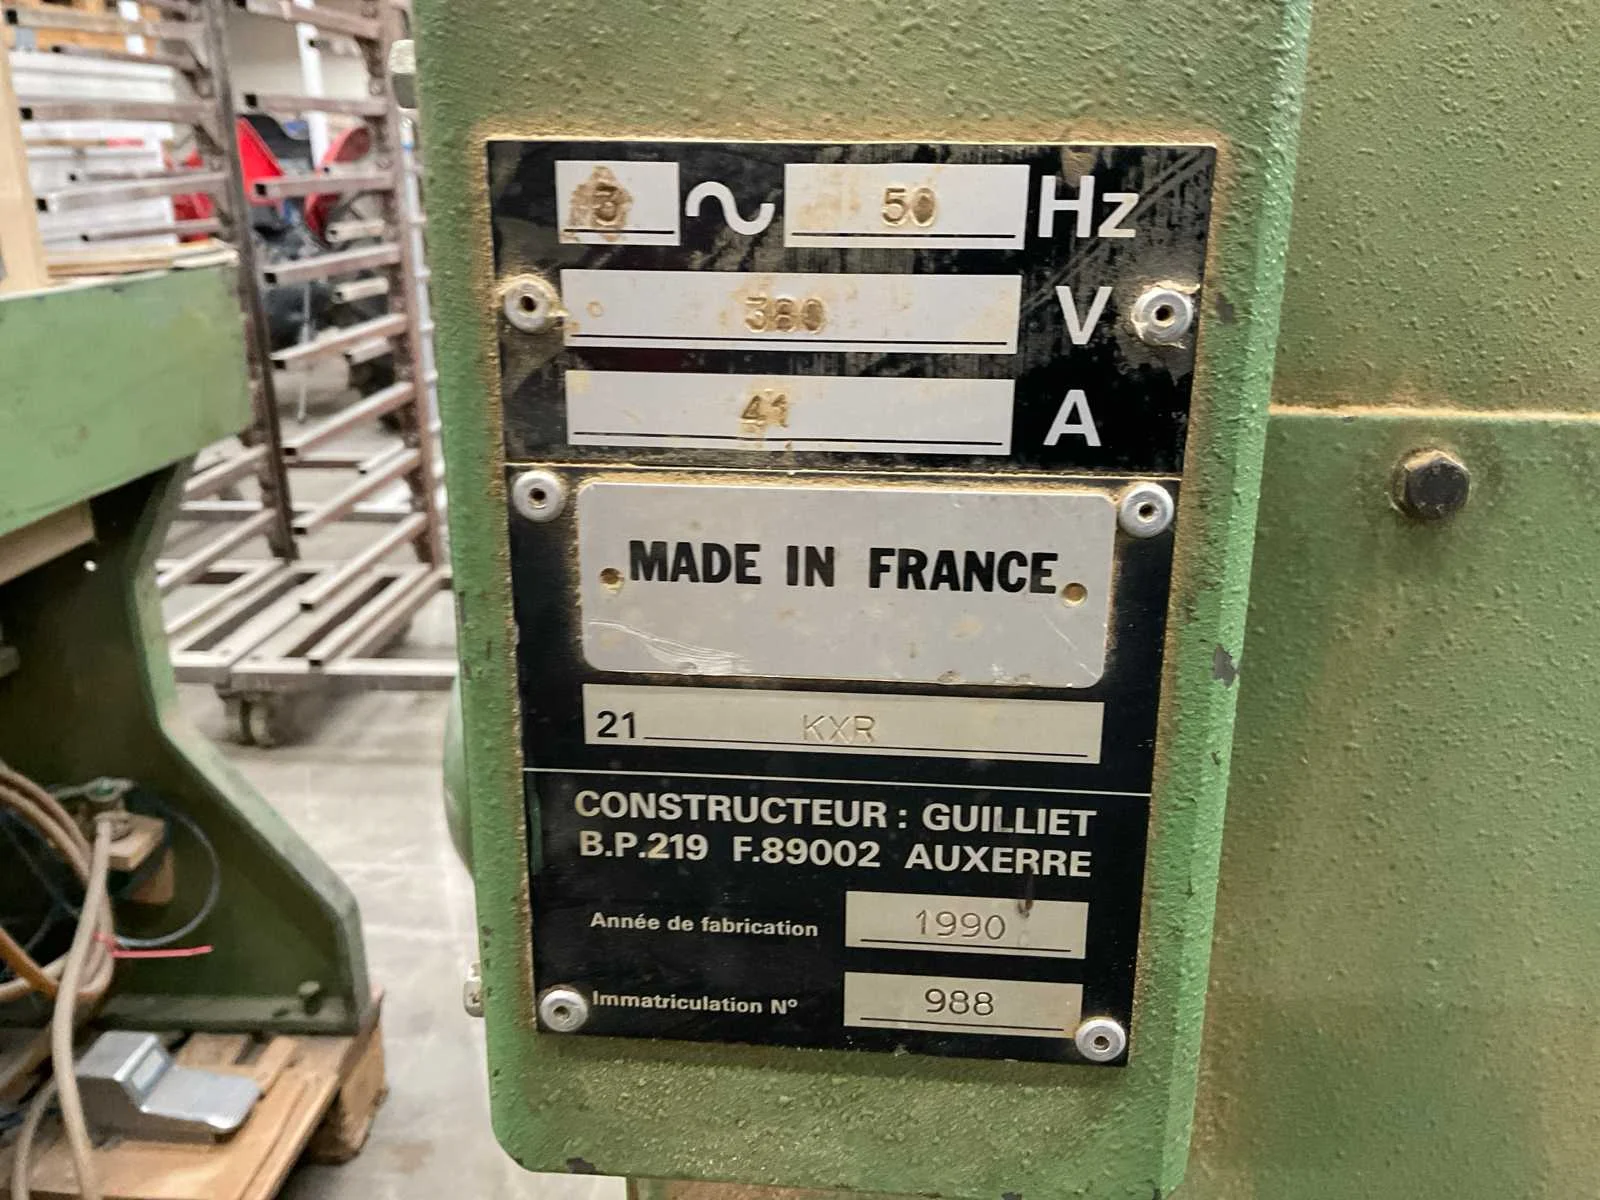 3 ~ 50 Hz
380 V
41 A
MADE IN FRANCE
21 KXR
CONSTRUCTEUR : GUILLIET
B.P.219 F.89002 AUXERRE
Année de fabrication 1990
Immatriculation N° 988